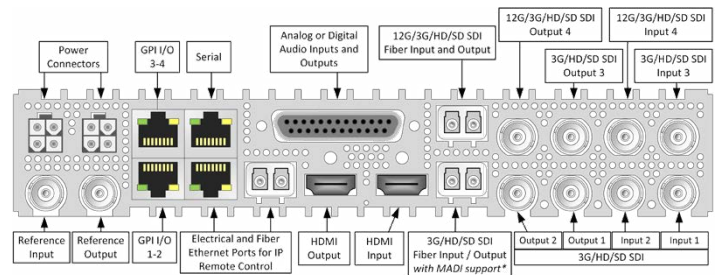 Power
Connectors
GPI I/O
3-4
Serial
Analog or Digital
Audio Inputs and
Outputs
12G/3G/HD/SD SDI
Fiber Input and Output
12G/3G/HD/SD SDI
Output 4
12G/3G/HD/SD SDI
Input 4
3G/HD/SD SDI
Output 3
3G/HD/SD SDI
Input 3
Reference
Input
Reference
Output
GPI I/O
1-2
Electrical and Fiber
Ethernet Ports for IP
Remote Control
HDMI
Output
HDMI
Input
3G/HD/SD SDI
Fiber Input / Output
with MADI support*
Output 2
Output 1
Input 2
Input 1
3G/HD/SD SDI